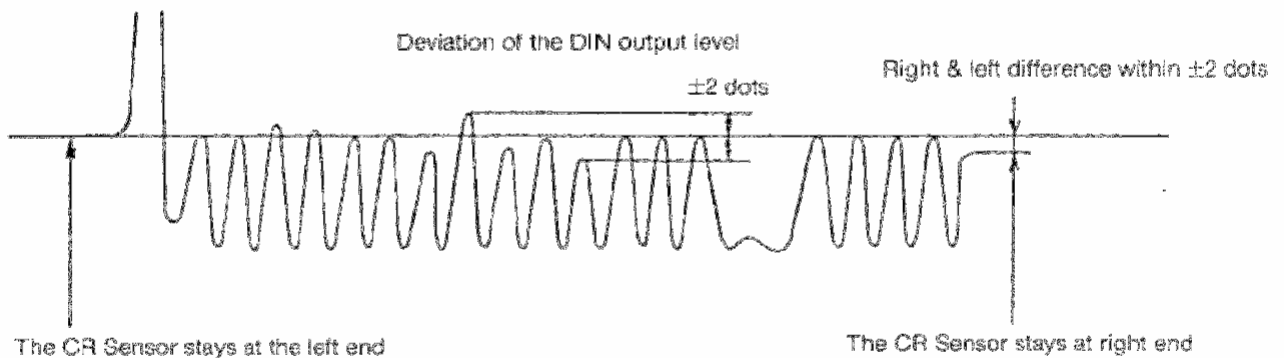 Deviation of the DIN output level
±2 dots
Right & left difference within ±2 dots
The CR Sensor stays at the left end
The CR Sensor stays at right end